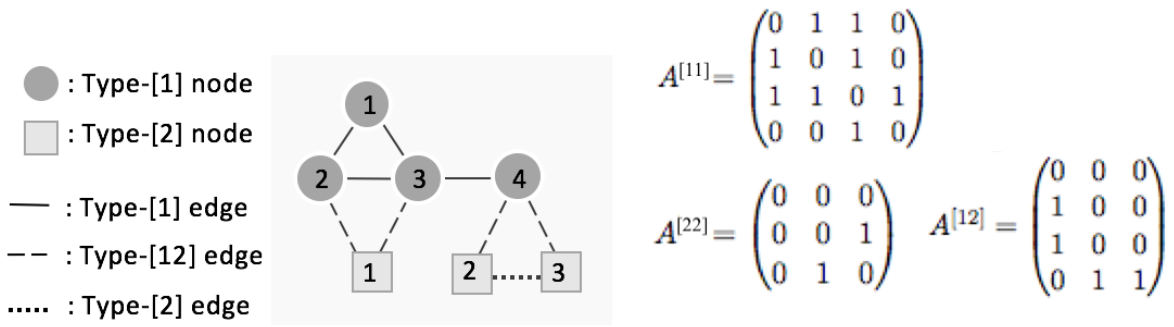 : Type-[1] node
: Type-[2] node
: Type-[1] edge
: Type-[12] edge
: Type-[2] edge
1
2 3 4
1 2 3
A[11]=
0 1 1 0
1 0 1 0
1 1 0 1
0 0 1 0
A[22]=
0 0 0
0 0 1
0 1 0
A[12] =
0 0 0
1 0 0
1 0 0
0 1 1